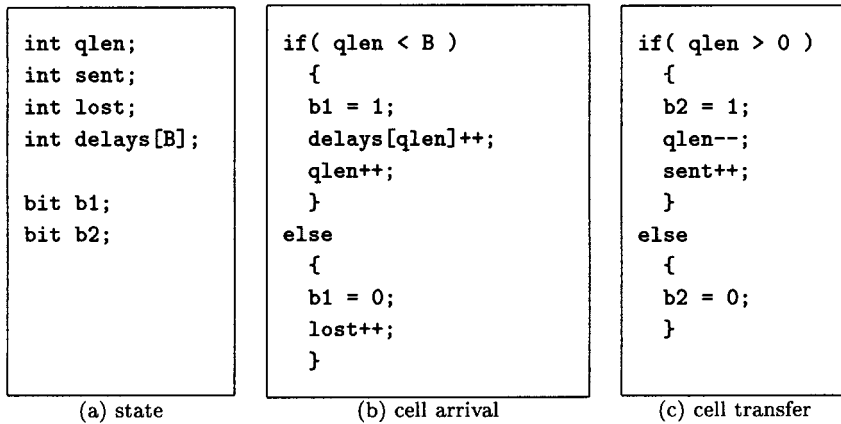 int qlen;
int sent;
int lost;
int delays[B];
bit b1;
bit b2;
(a) state
if( qlen < B )
{
b1 = 1;
delays[qlen]++;
qlen++;
}
else
{
b1 = 0;
lost++;
}
(b) cell arrival
if( qlen > 0 )
{
b2 = 1;
qlen--;
sent++;
}
else
{
b2 = 0;
}
(c) cell transfer